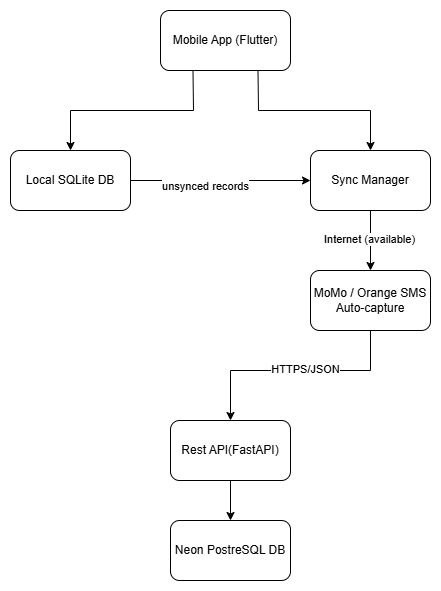 Mobile App (Flutter)
Local SQLite DB
unsynced records
Sync Manager
Internet (available)
MoMo / Orange SMS
Auto-capture
HTTPS/JSON
Rest API(FastAPI)
Neon PostreSQL DB